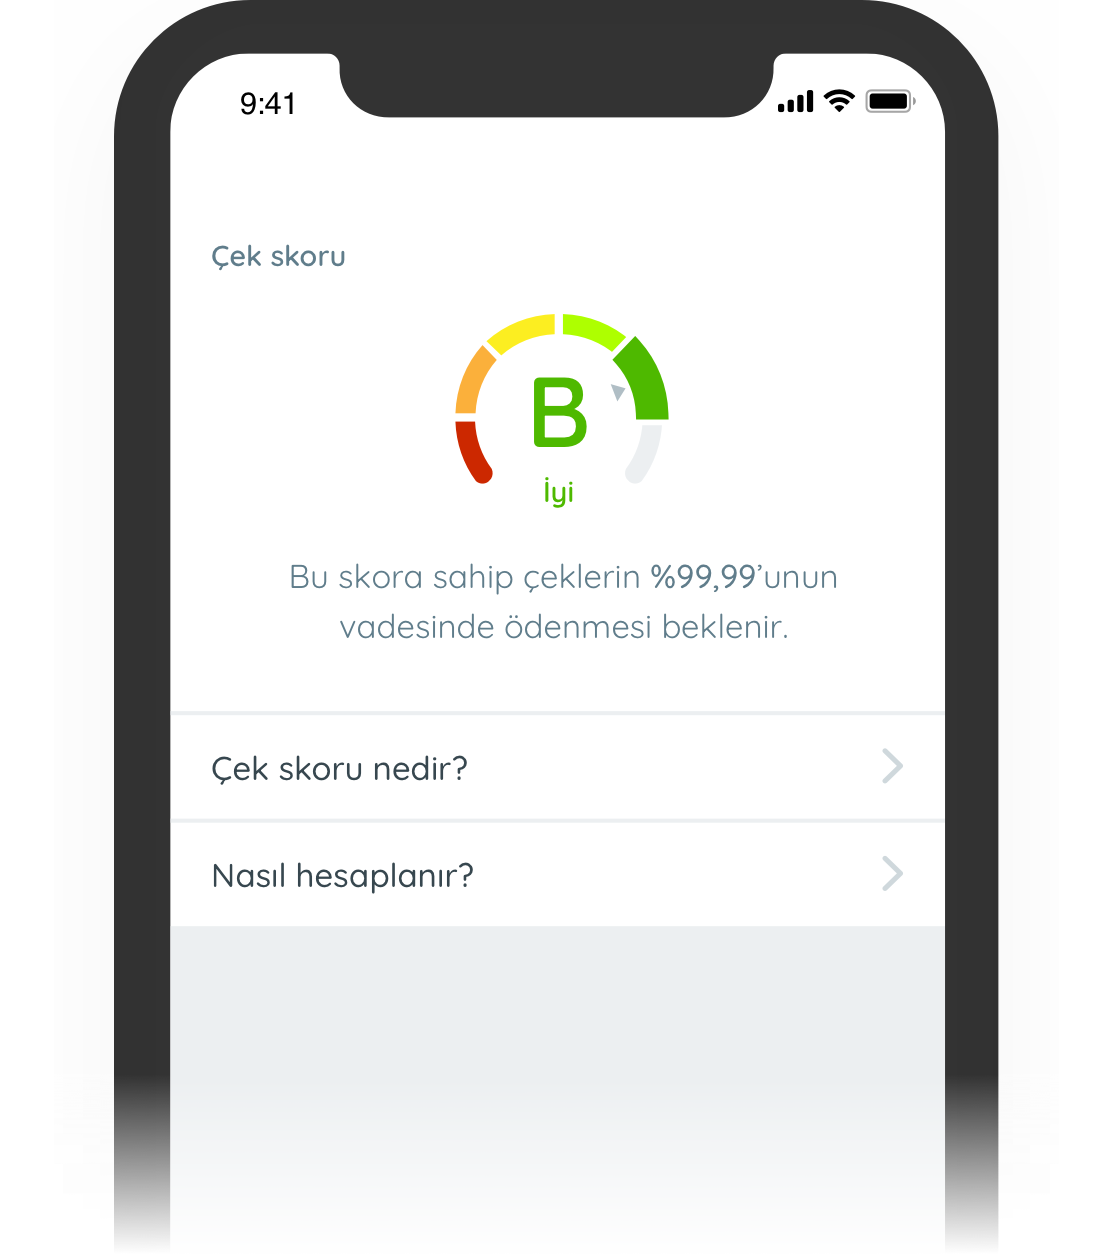 9:41
Çek skoru
B
İyi
Bu skora sahip çeklerin %99,99’unun
vadesinde ödenmesi beklenir.
Çek skoru nedir?
Nasıl hesaplanır?